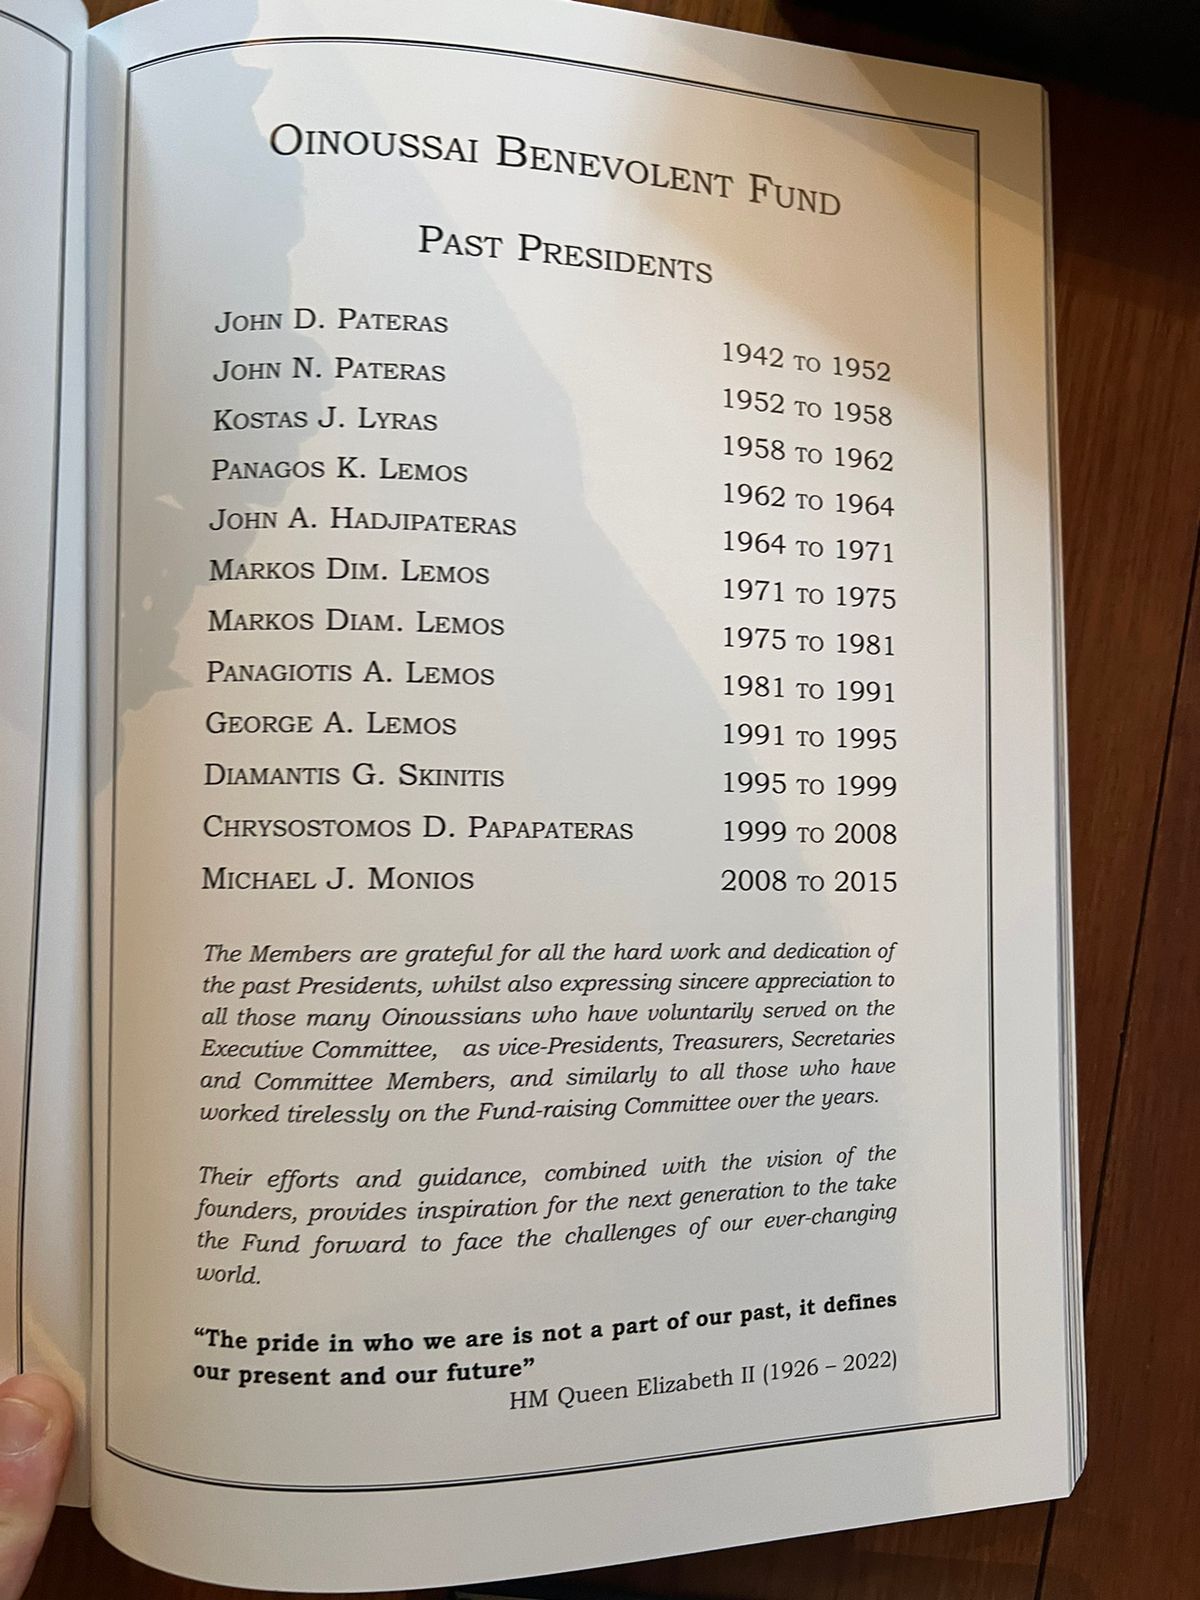 OINOUSSAI BENEVOLENT FUND
PAST PRESIDENTS
JOHN D. PATERAS 1942 TO 1952
JOHN N. PATERAS 1952 TO 1958
KOSTAS J. LYRAS 1958 TO 1962
PANAGOS K. LEMOS 1962 TO 1964
JOHN A. HADJIPATERAS 1964 TO 1971
MARKOS DIM. LEMOS 1971 TO 1975
MARKOS DIAM. LEMOS 1975 TO 1981
PANAGIOTIS A. LEMOS 1981 TO 1991
GEORGE A. LEMOS 1991 TO 1995
DIAMANTIS G. SKINITIS 1995 TO 1999
CHRYSOSTOMOS D. PAPAPATERAS 1999 TO 2008
MICHAEL J. MONIOS 2008 TO 2015
The Members are grateful for all the hard work and dedication of
the past Presidents, whilst also expressing sincere appreciation to
all those many Oinoussians who have voluntarily served on the
Executive Committee, as vice-Presidents, Treasurers, Secretaries
and Committee Members, and similarly to all those who have
worked tirelessly on the Fund-raising Committee over the years.
Their efforts and guidance, combined with the vision of the
founders, provides inspiration for the next generation to the take
the Fund forward to face the challenges of our ever-changing
world.
“The pride in who we are is not a part of our past, it defines
our present and our future”
HM Queen Elizabeth II (1926 – 2022)